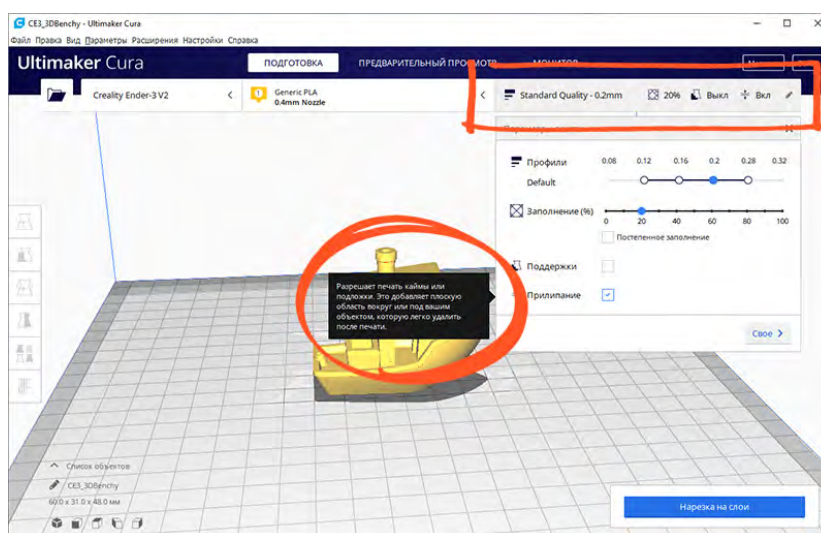 CE3_3DBenchy - Ultimaker Cura
Файл Правка Вид Параметры Расширения Настройки Справка
Ultimaker Cura
ПОДГОТОВКА ПРЕДВАРИТЕЛЬНЫЙ ПРОСМОТР МОНИТОР
Creality Ender-3 V2
Generic PLA
0.4mm Nozzle
Standard Quality - 0.2mm 20% Выкл Вкл
Профили 0.08 0.12 0.16 0.2 0.28 0.32
Default
Заполнение (%)
0 20 40 60 80 100
Постепенное заполнение
Поддержки
Прилипание
Разрешает печать каймы или
подложки. Это добавляет плоскую
область вокруг или под вашим
объектом, которую легко удалить
после печати.
Свое
Список объектов
CE3_3DBenchy
60.0 x 31.0 x 48.0 мм
Нарезка на слои